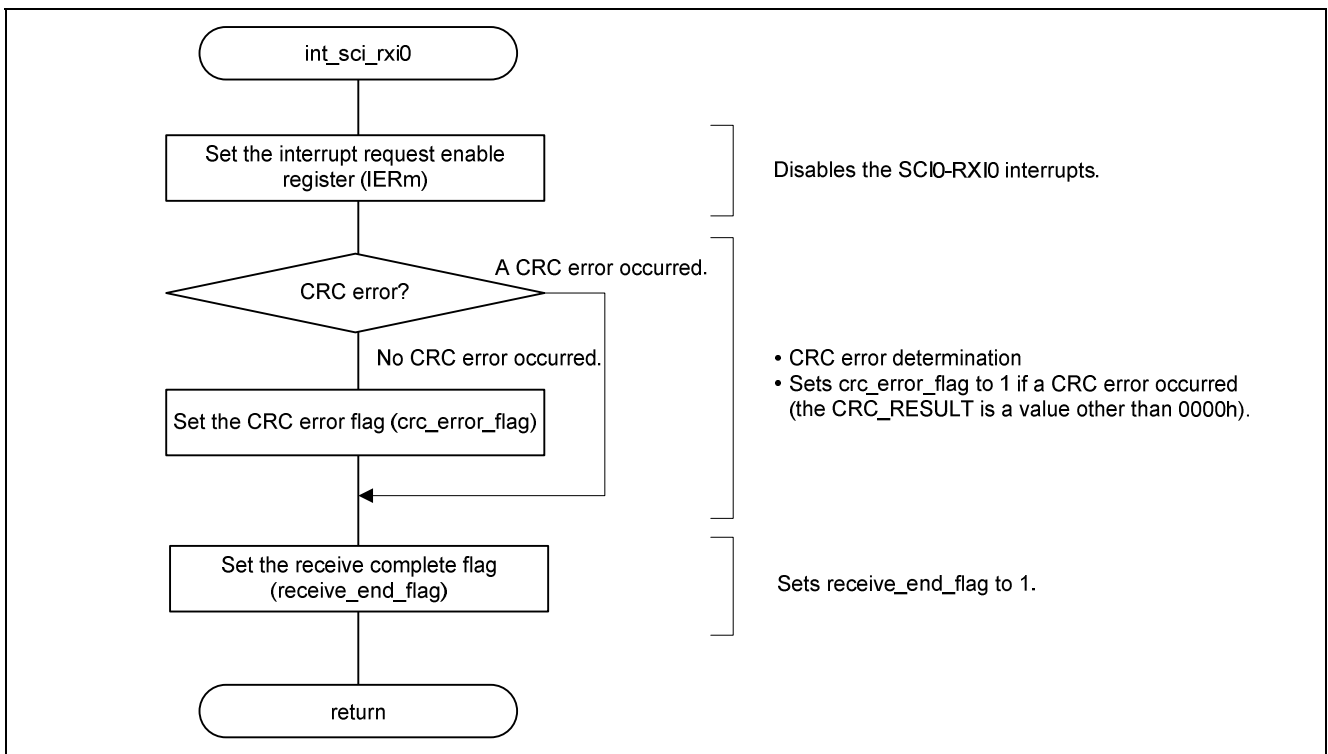 int_sci_rxi0
Set the interrupt request enable
register (IERm)
Disables the SCI0-RXI0 interrupts.
A CRC error occurred.
CRC error?
No CRC error occurred.
• CRC error determination
• Sets crc_error_flag to 1 if a CRC error occurred
(the CRC_RESULT is a value other than 0000h).
Set the CRC error flag (crc_error_flag)
Set the receive complete flag
(receive_end_flag)
Sets receive_end_flag to 1.
return